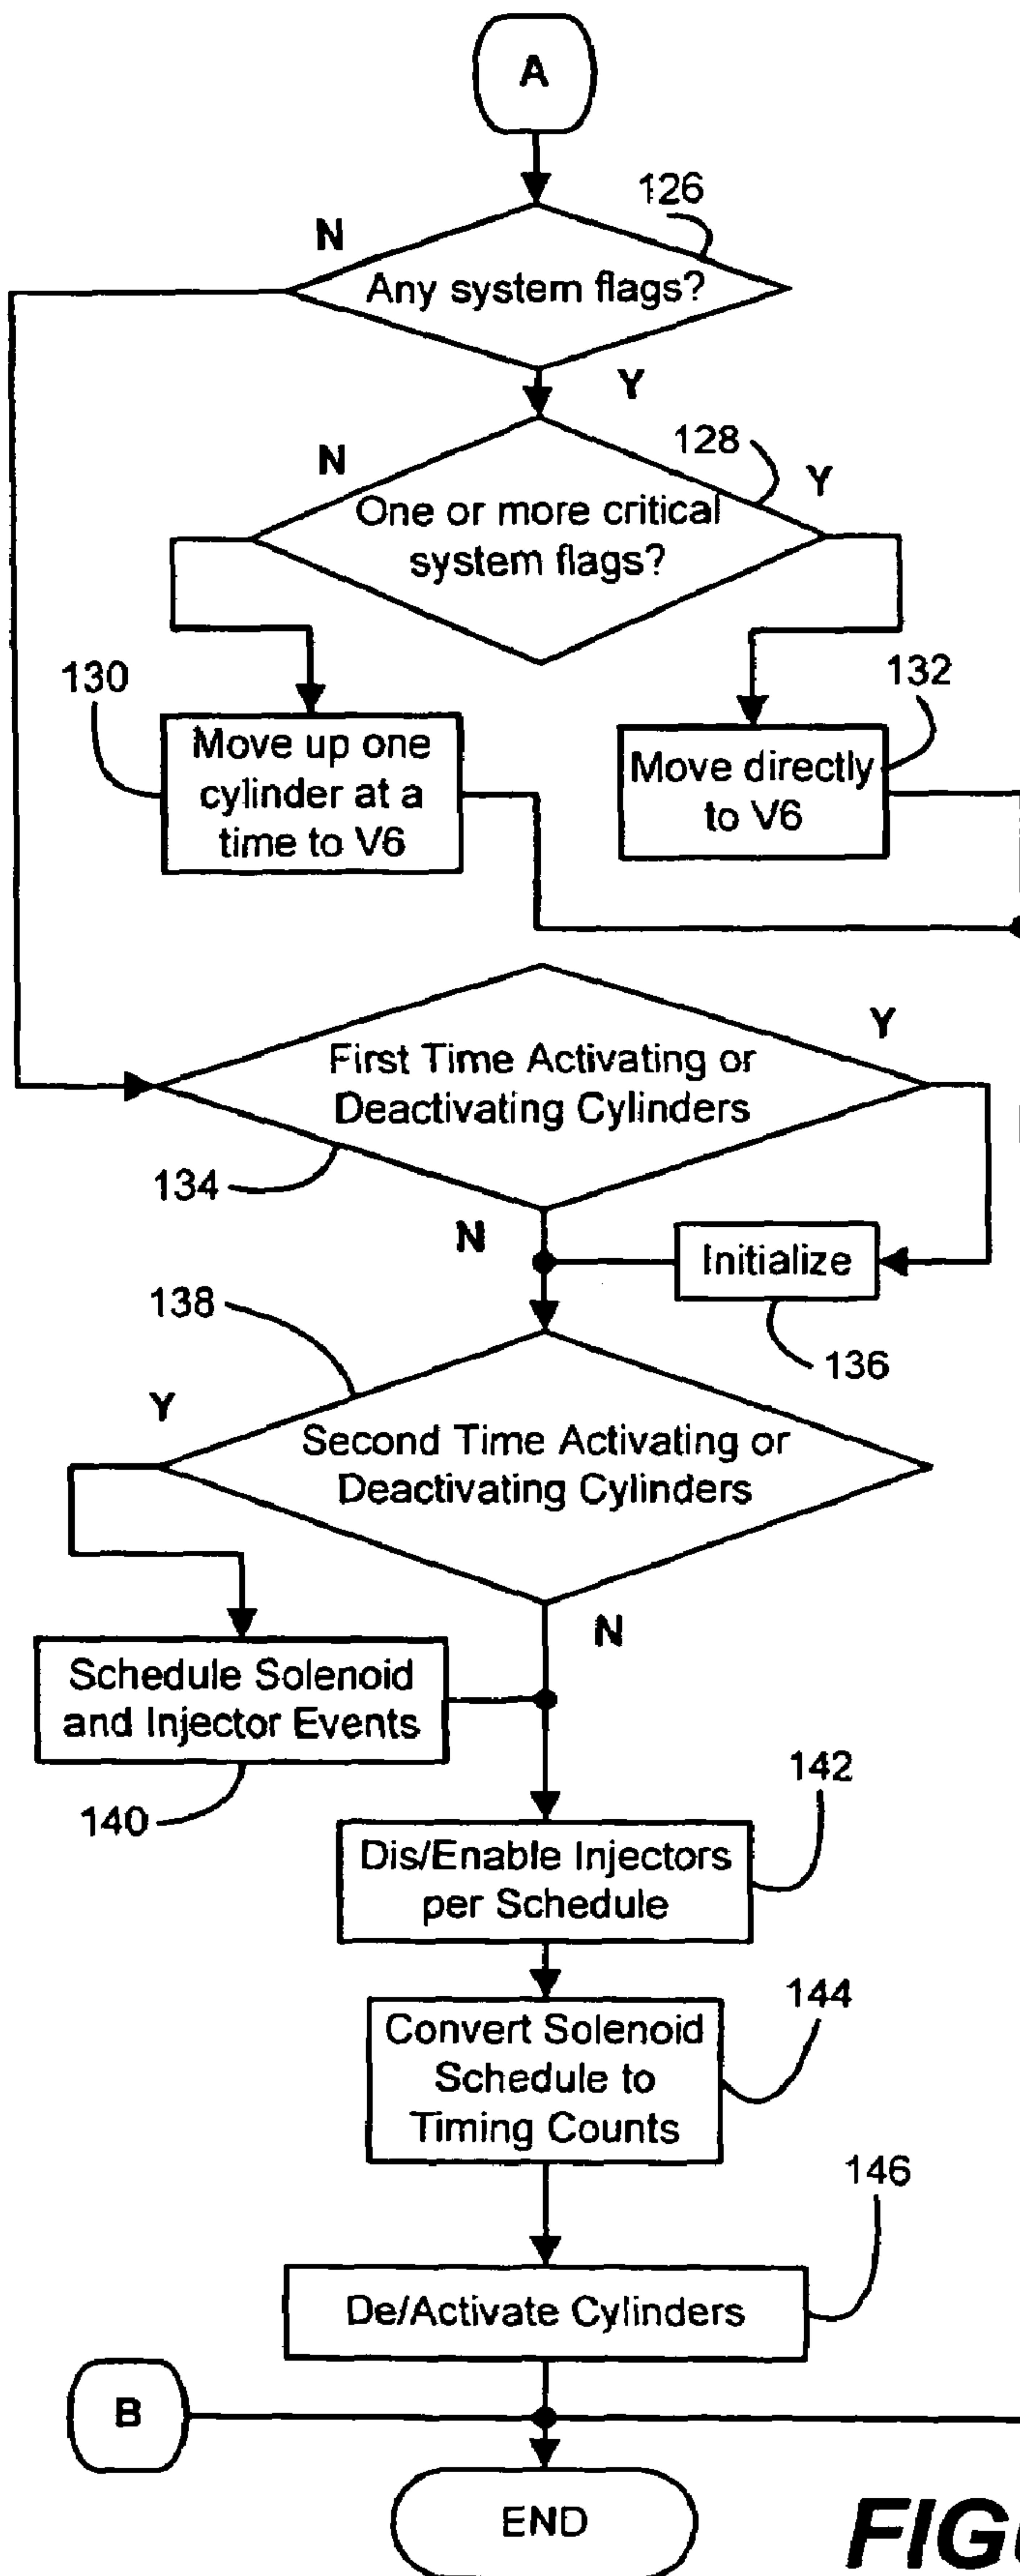 A
126
N
Any system flags?
Y
128
N
Y
One or more critical
system flags?
130
132
Move up one
cylinder at a
time to V6
Move directly
to V6
Y
First Time Activating or
Deactivating Cylinders
134
N
Initialize
138
136
Y
Second Time Activating or
Deactivating Cylinders
N
Schedule Solenoid
and Injector Events
142
140
Dis/Enable Injectors
per Schedule
144
Convert Solenoid
Schedule to
Timing Counts
146
De/Activate Cylinders
B
END